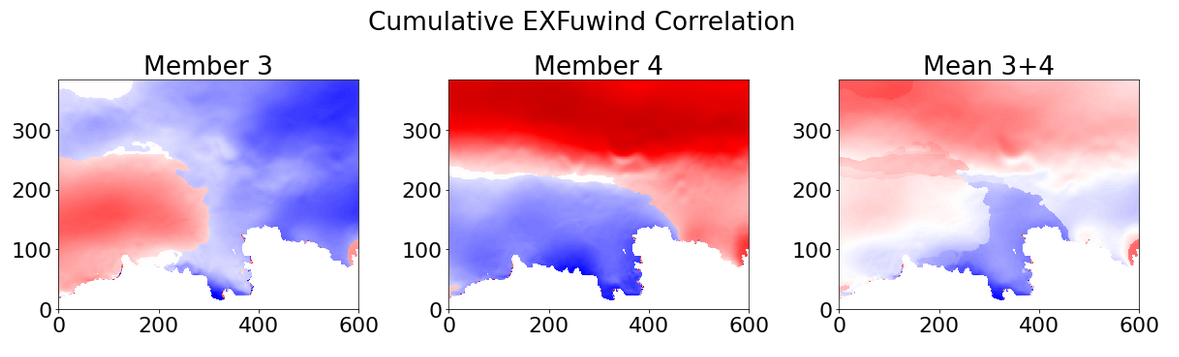 Cumulative EXFuwind Correlation
Member 3 Member 4 Mean 3+4
300 300 300
200 200 200
100 100 100
0 0 0
0 200 400 600 0 200 400 600 0 200 400 600